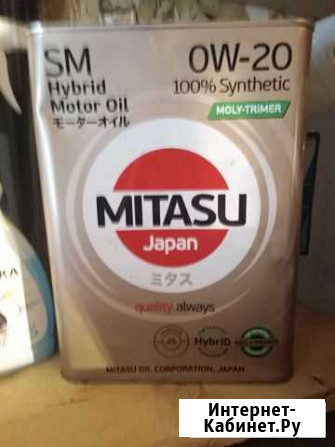 SM
0W-20
Hybrid
Motor Oil
モーターオイル
100% Synthetic
MOLY-TRIMER
MITASU
Japan
ミタス
quality.always
HybriD
MITASU OIL CORPORATION, JAPAN
Интернет-
Кабинет.Ру